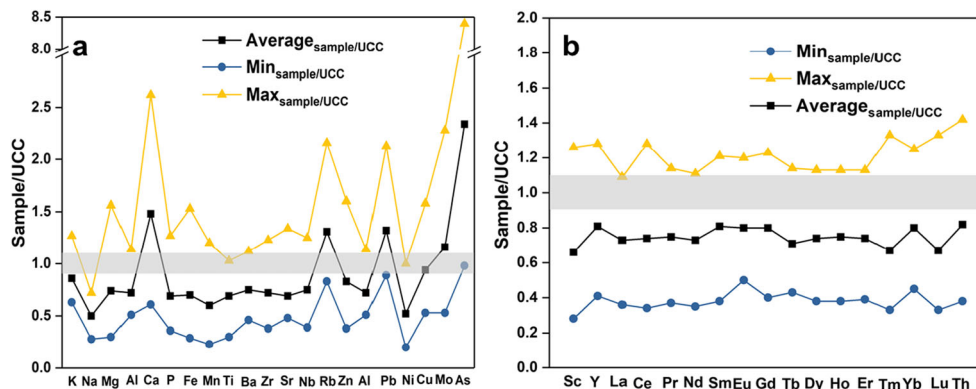 8.5
8.0
2.5
2.0
1.5
1.0
0.5
0.0
Sample/UCC
a
Average sample/UCC
Min sample/UCC
Max sample/UCC
K Na Mg Al Ca P Fe Mn Ti Ba Zr Sr Nb Rb Zn Al Pb Ni Cu Mo As
2.0
1.8
1.6
1.4
1.2
1.0
0.8
0.6
0.4
0.2
0.0
Sample/UCC
b
Min sample/UCC
Max sample/UCC
Average sample/UCC
Sc Y La Ce Pr Nd Sm Eu Gd Tb Dy Ho Er Tm Yb Lu Th